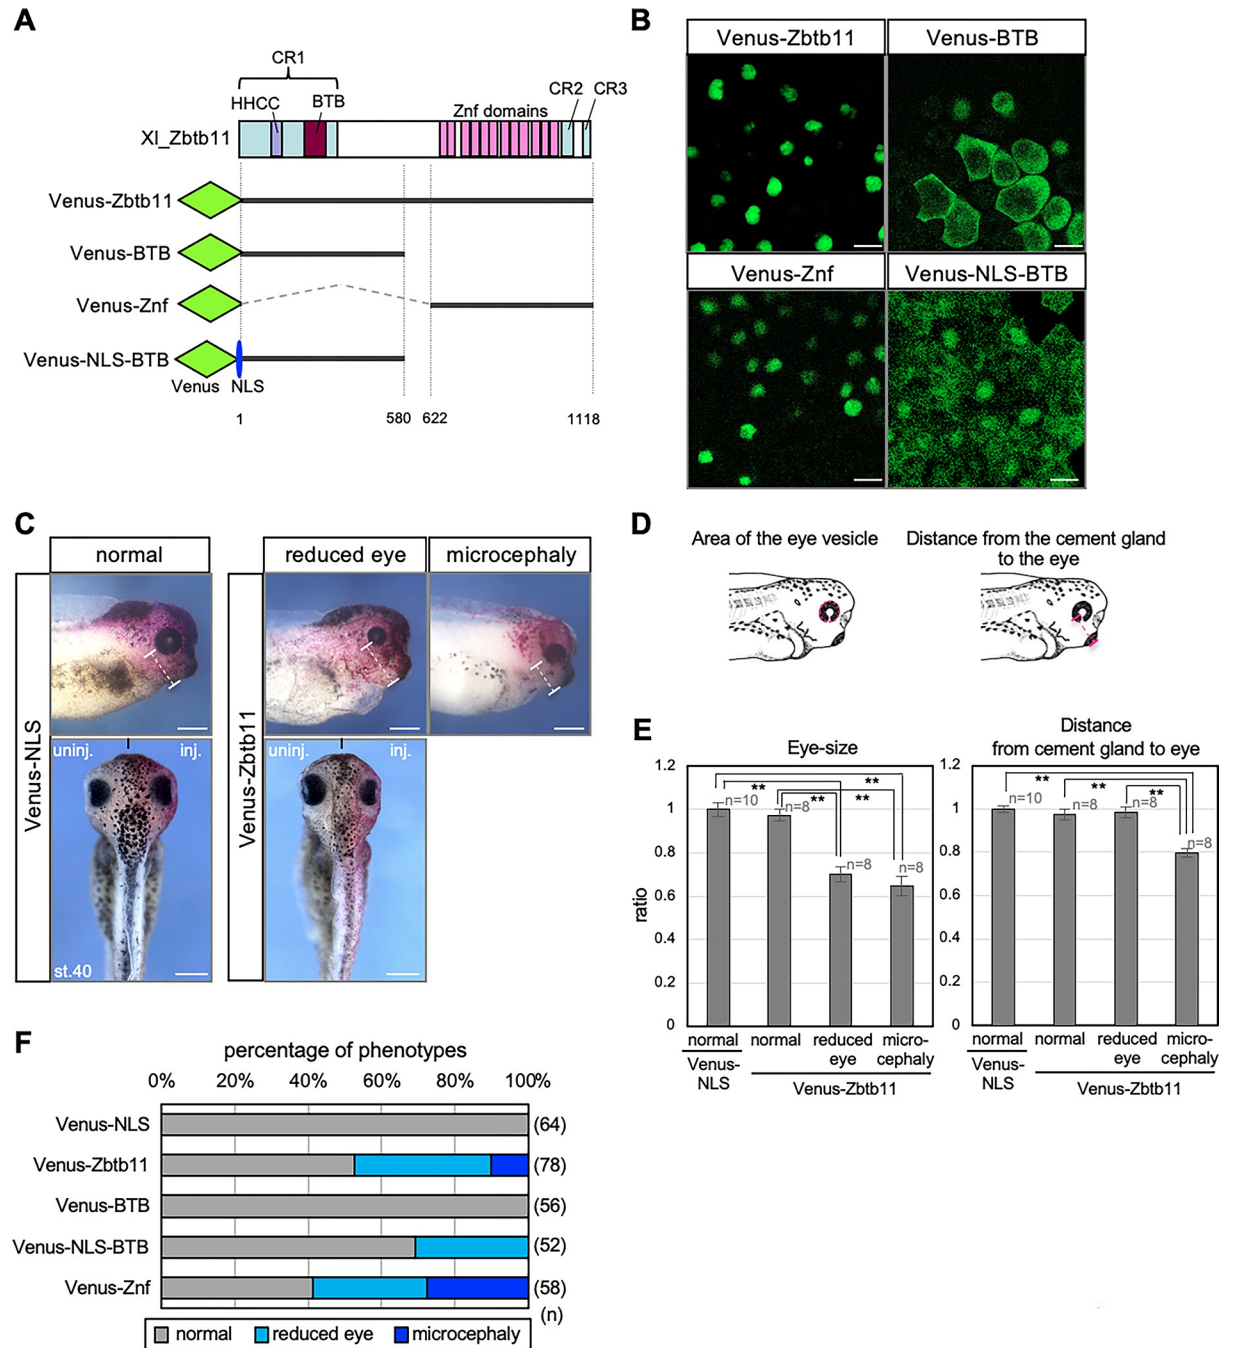 A
CR1
HHCC
BTB
Znf domains
CR2
CR3
Xl_Zbtb11
Venus-Zbtb11
Venus-BTB
Venus-Znf
Venus-NLS-BTB
Venus NLS
1 580 622 1118
B
Venus-Zbtb11 Venus-BTB
Venus-Znf Venus-NLS-BTB
C
normal reduced eye microcephaly
Venus-NLS
Venus-Zbtb11
uninj. inj. uninj. inj.
st.40
D
Area of the eye vesicle
Distance from the cement gland
to the eye
E
Eye-size
1.2
1
0.8
0.6
0.4
0.2
0
ratio
** ** ** **
n=10 n=8 n=8 n=8
normal normal reduced
eye micro-
cephaly
Venus-
NLS
Venus-Zbtb11
Distance
from cement gland to eye
1.2
1
0.8
0.6
0.4
0.2
0
** ** **
n=10 n=8 n=8 n=8
normal normal reduced
eye micro-
cephaly
Venus-
NLS
Venus-Zbtb11
F
percentage of phenotypes
0% 20% 40% 60% 80% 100%
Venus-NLS (64)
Venus-Zbtb11 (78)
Venus-BTB (56)
Venus-NLS-BTB (52)
Venus-Znf (58)
(n)
normal reduced eye microcephaly